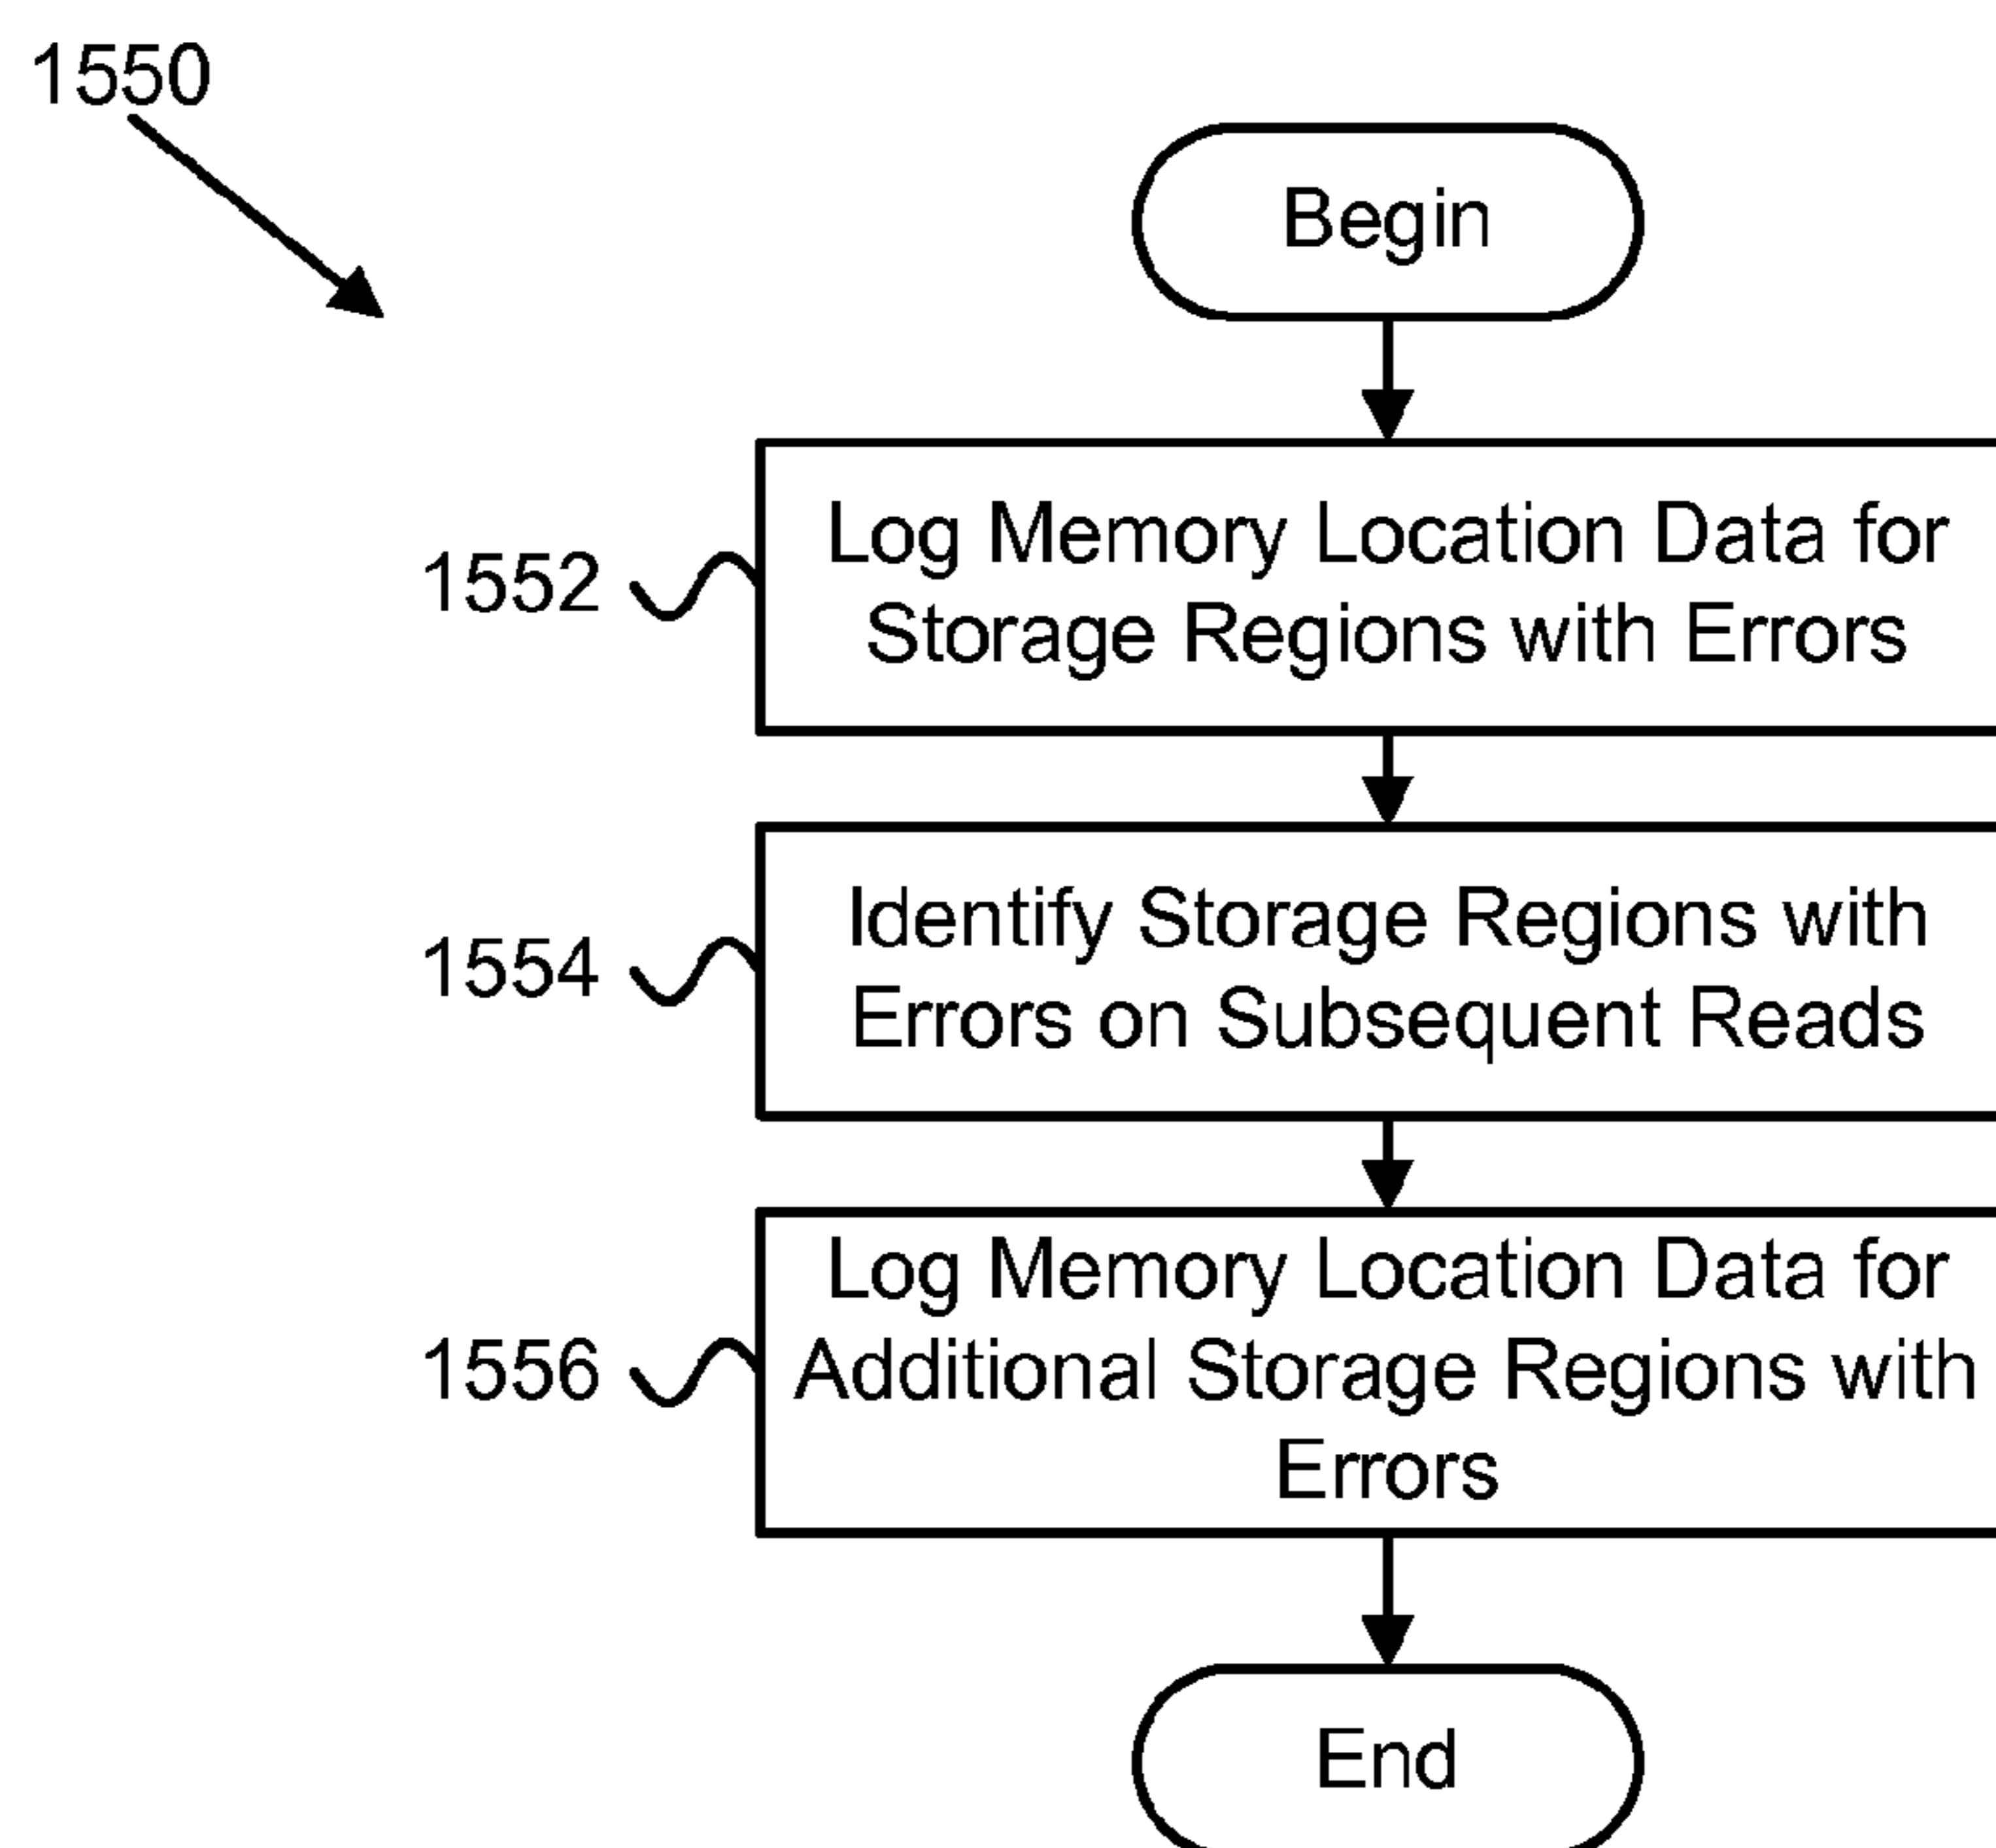 1550
Begin
Log Memory Location Data for
Storage Regions with Errors
1552
Identify Storage Regions with
Errors on Subsequent Reads
1554
Log Memory Location Data for
Additional Storage Regions with
Errors
1556
End